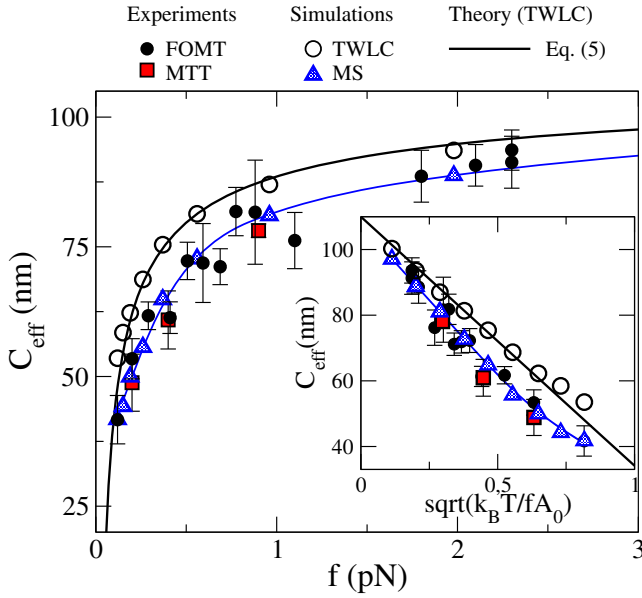 Experiments Simulations Theory (TWLC)
FOMT TWLC Eq. (5)
MTT MS
100
75
50
25
C_eff (nm)
0 1 2 3
f (pN)
100
80
60
40
C_eff (nm)
0 0,5 1
sqrt(k_BT/fA_0)